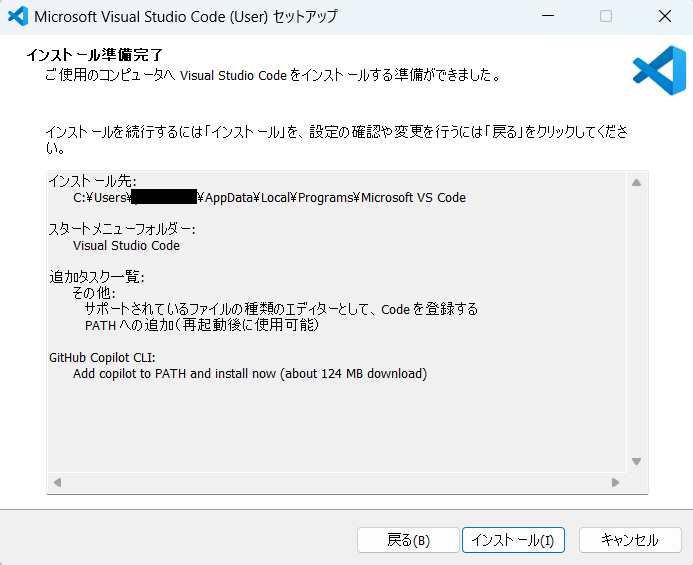 Microsoft Visual Studio Code (User) セットアップ
インストール準備完了
ご使用のコンピュータへ Visual Studio Code をインストールする準備ができました。
インストールを続行するには「インストール」を、設定の確認や変更を行うには「戻る」をクリックしてくださ
い。
インストール先:
C:¥Users¥ ¥AppData¥Local¥Programs¥Microsoft VS Code
スタートメニューフォルダー:
Visual Studio Code
追加タスク一覧:
その他:
サポートされているファイルの種類のエディターとして、Code を登録する
PATH への追加(再起動後に使用可能)
GitHub Copilot CLI:
Add copilot to PATH and install now (about 124 MB download)
戻る(B)
インストール(I)
キャンセル